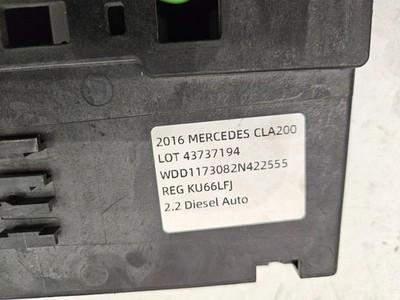 2016 MERCEDES CLA200
LOT 43737194
WDD1173082N422555
REG KU66LFJ
2.2 Diesel Auto